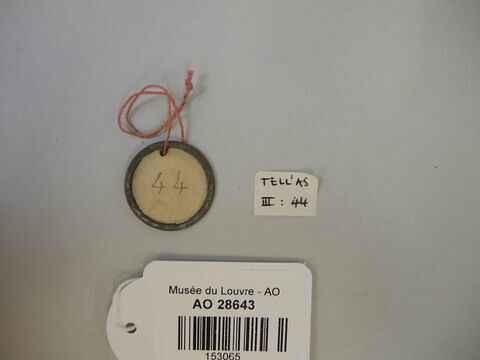 44
TELL'AS
III : 44
Musée du Louvre - AO
AO 28643
153065